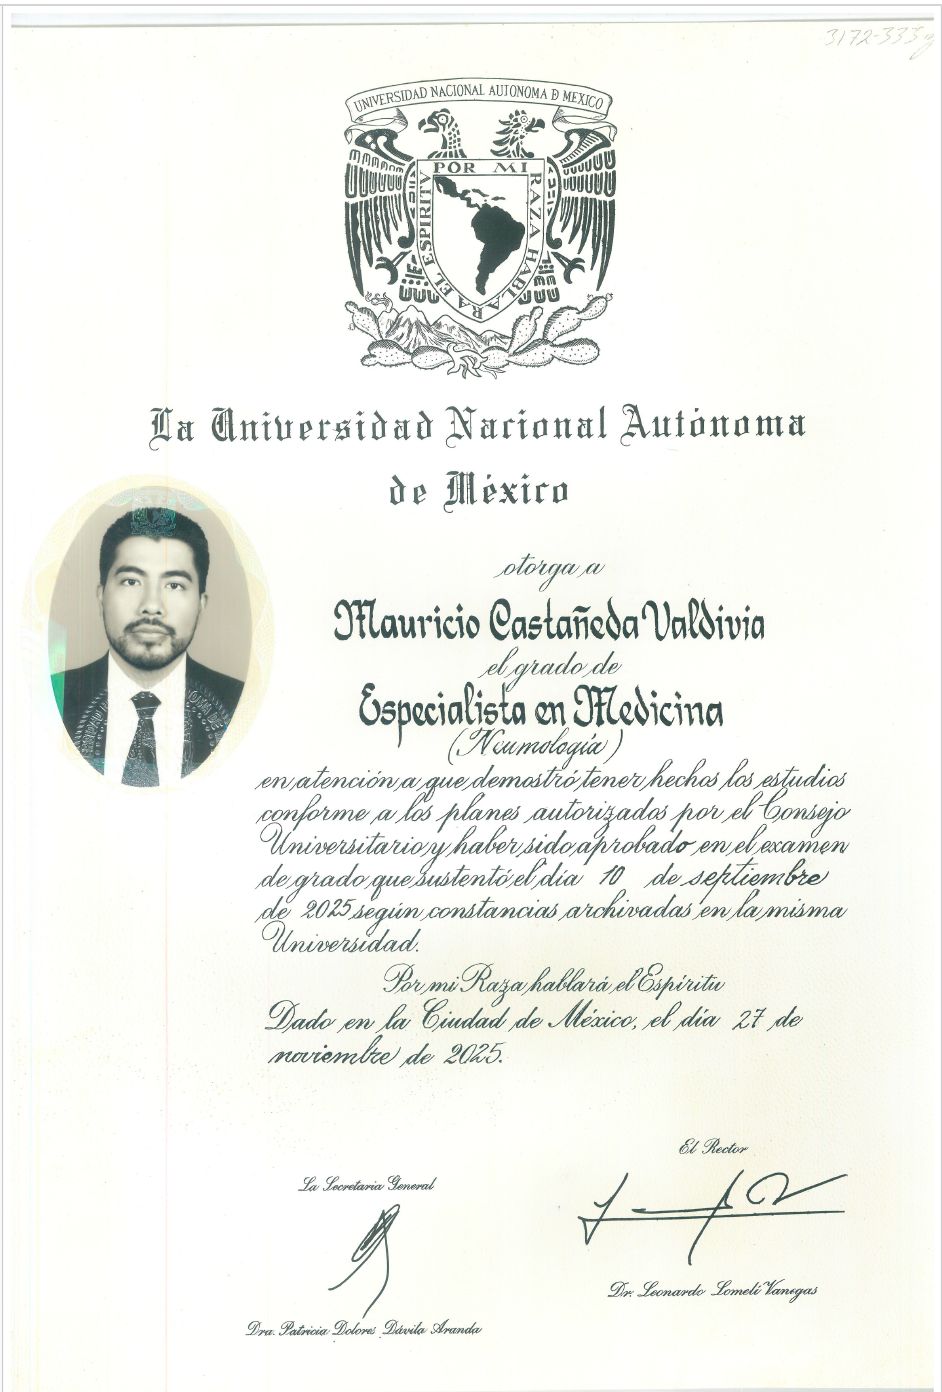 3172-333
UNIVERSIDAD NACIONAL AUTONOMA D MEXICO
POR MI RAZA HABLARA EL ESPIRITV
La Universidad Nacional Autónoma
de México
otorga a
Mauricio Castañeda Valdivia
el grado de
Especialista en Medicina
(Neumología)
en atención a que demostró tener hechos los estudios
conforme a los planes autorizados por el Consejo
Universitario y haber sido aprobado en el examen
de grado que sustentó el día 10 de septiembre
de 2025 según constancias archivadas en la misma
Universidad.
Por mi Raza hablará el Espíritu
Dado en la Ciudad de México, el día 27 de
noviembre de 2025.
El Rector
La Secretaria General
Dr. Leonardo Lomelí Vanegas
Dra. Patricia Dolores Dávila Aranda